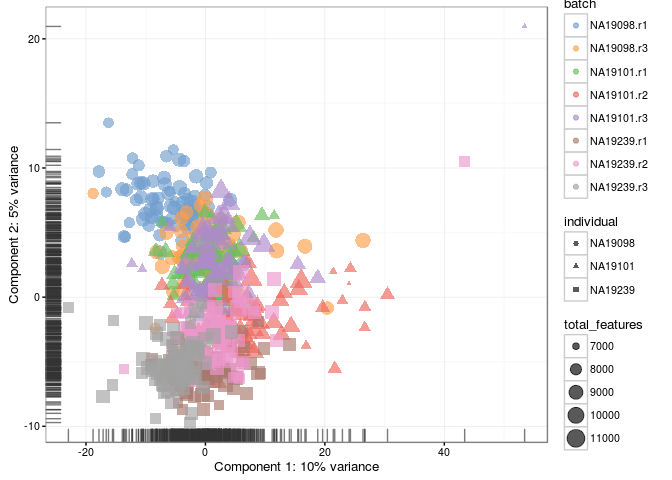 batch
NA19098.r1
NA19098.r3
NA19101.r1
NA19101.r2
NA19101.r3
NA19239.r1
NA19239.r2
NA19239.r3
individual
NA19098
NA19101
NA19239
total_features
7000
8000
9000
10000
11000
20
10
0
-10
Component 2: 5% variance
-20
0
20
40
Component 1: 10% variance